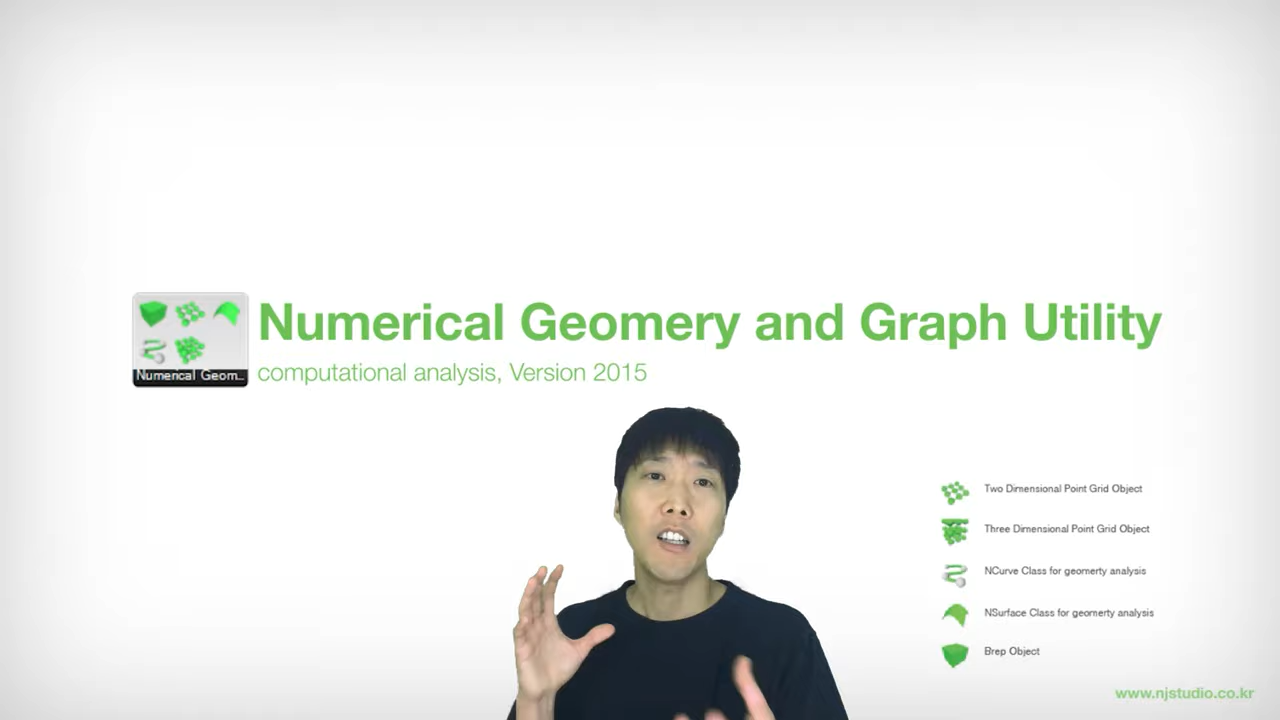 Numerical Geomery and Graph Utility
computational analysis, Version 2015
Numerical Geom..
Two Dimensional Point Grid Object
Three Dimensional Point Grid Object
NCurve Class for geomerty analysis
NSurface Class for geomerty analysis
Brep Object
www.njstudio.co.kr